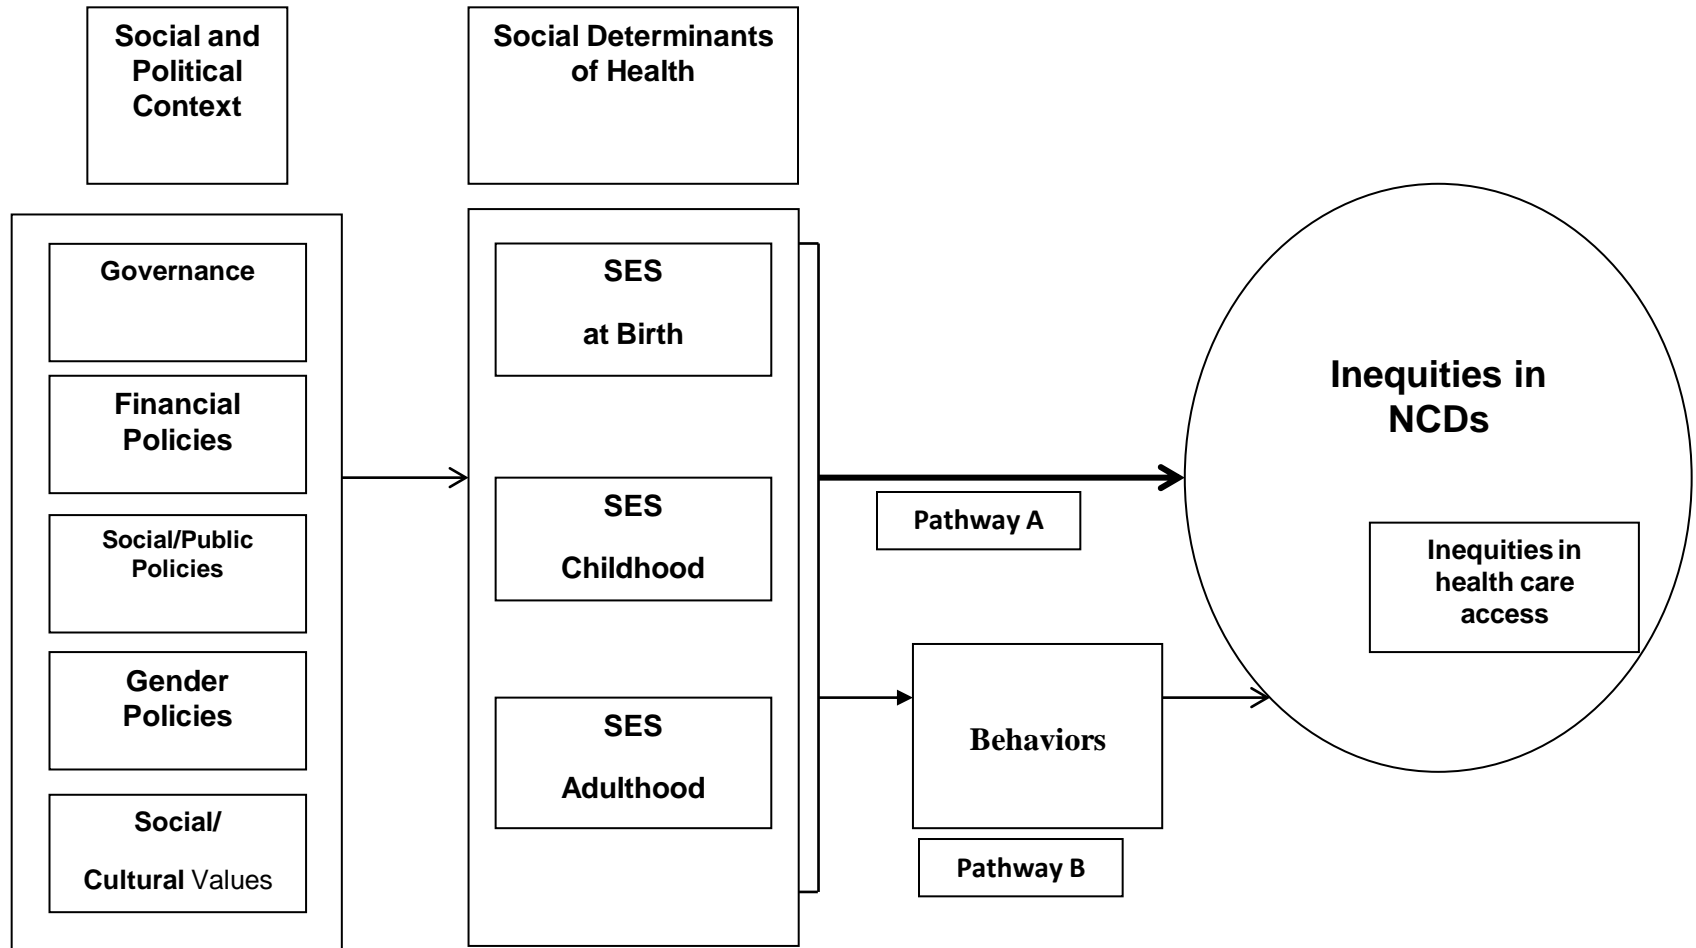 Social and
Political
Context
Social Determinants
of Health
Governance
Financial
Policies
Social/Public
Policies
Gender
Policies
Social/
Cultural Values
SES
at Birth
SES
Childhood
SES
Adulthood
Pathway A
Behaviors
Pathway B
Inequities in
NCDs
Inequities in
health care
access